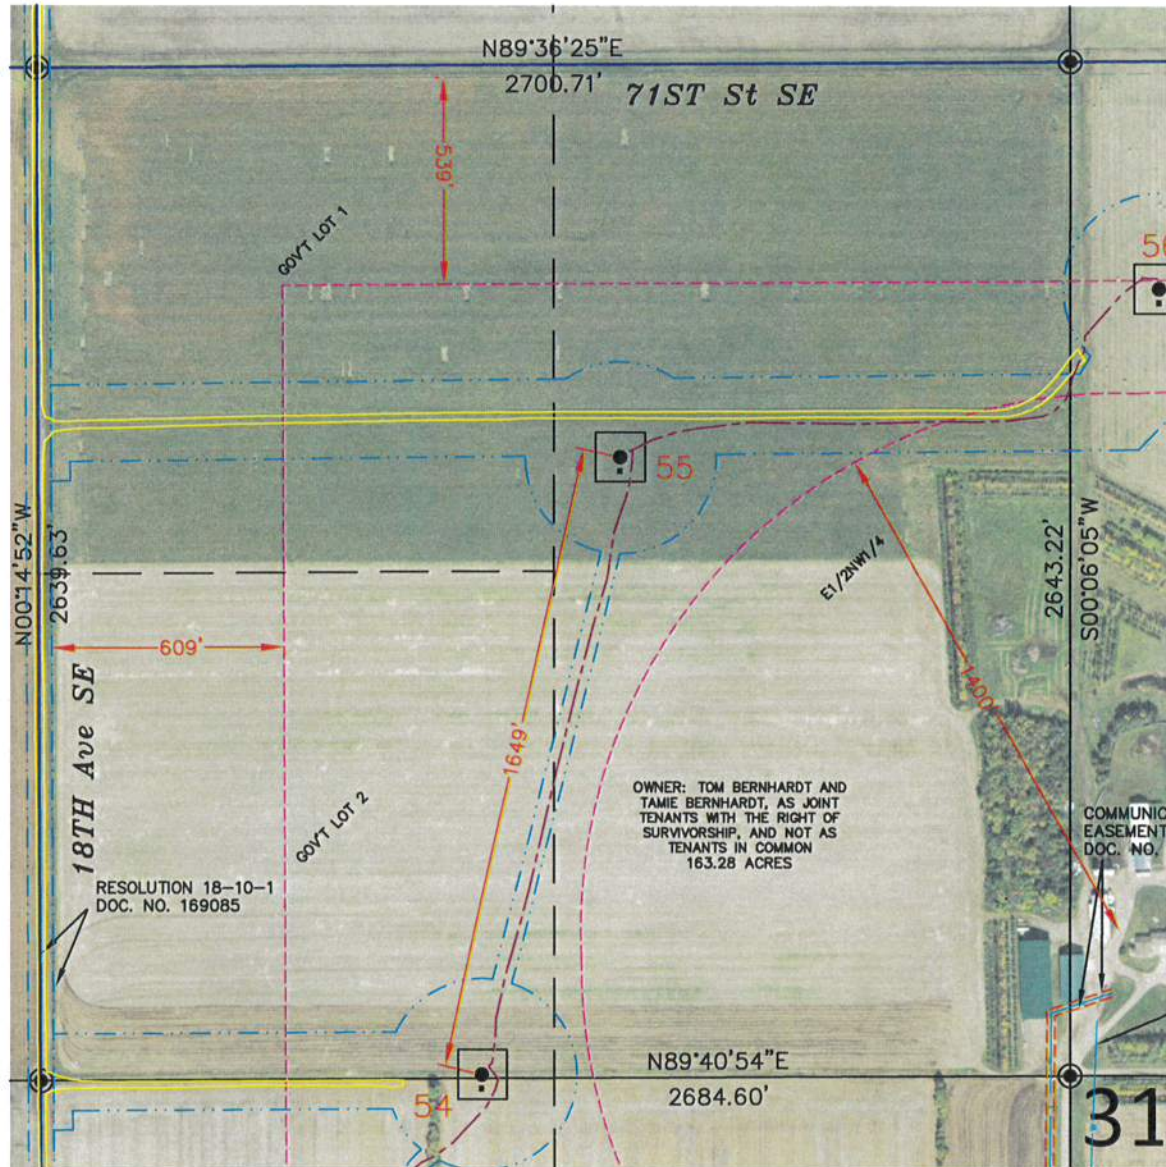 N89°36'25"E
2700.71'
71ST St SE
539'
GOV'T LOT 1
55
N00°14'52"W
2639.63'
E1/2NW1/4
2643.22'
S00°06'05"W
609'
18TH Ave SE
1649'
1400'
GOV'T LOT 2
OWNER: TOM BERNHARDT AND
TAMIE BERNHARDT, AS JOINT
TENANTS WITH THE RIGHT OF
SURVIVORSHIP, AND NOT AS
TENANTS IN COMMON
163.28 ACRES
EASEMENT
DOC. NO.
RESOLUTION 18-10-1
DOC. NO. 169085
N89°40'54"E
2684.60'
54
31